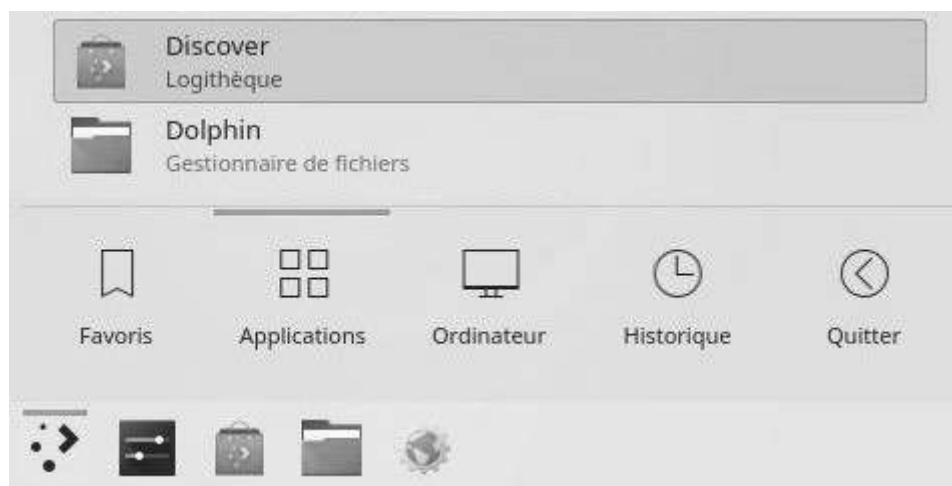 Discover
Logithèque
Dolphin
Gestionnaire de fichiers
Favoris Applications Ordinateur Historique Quitter